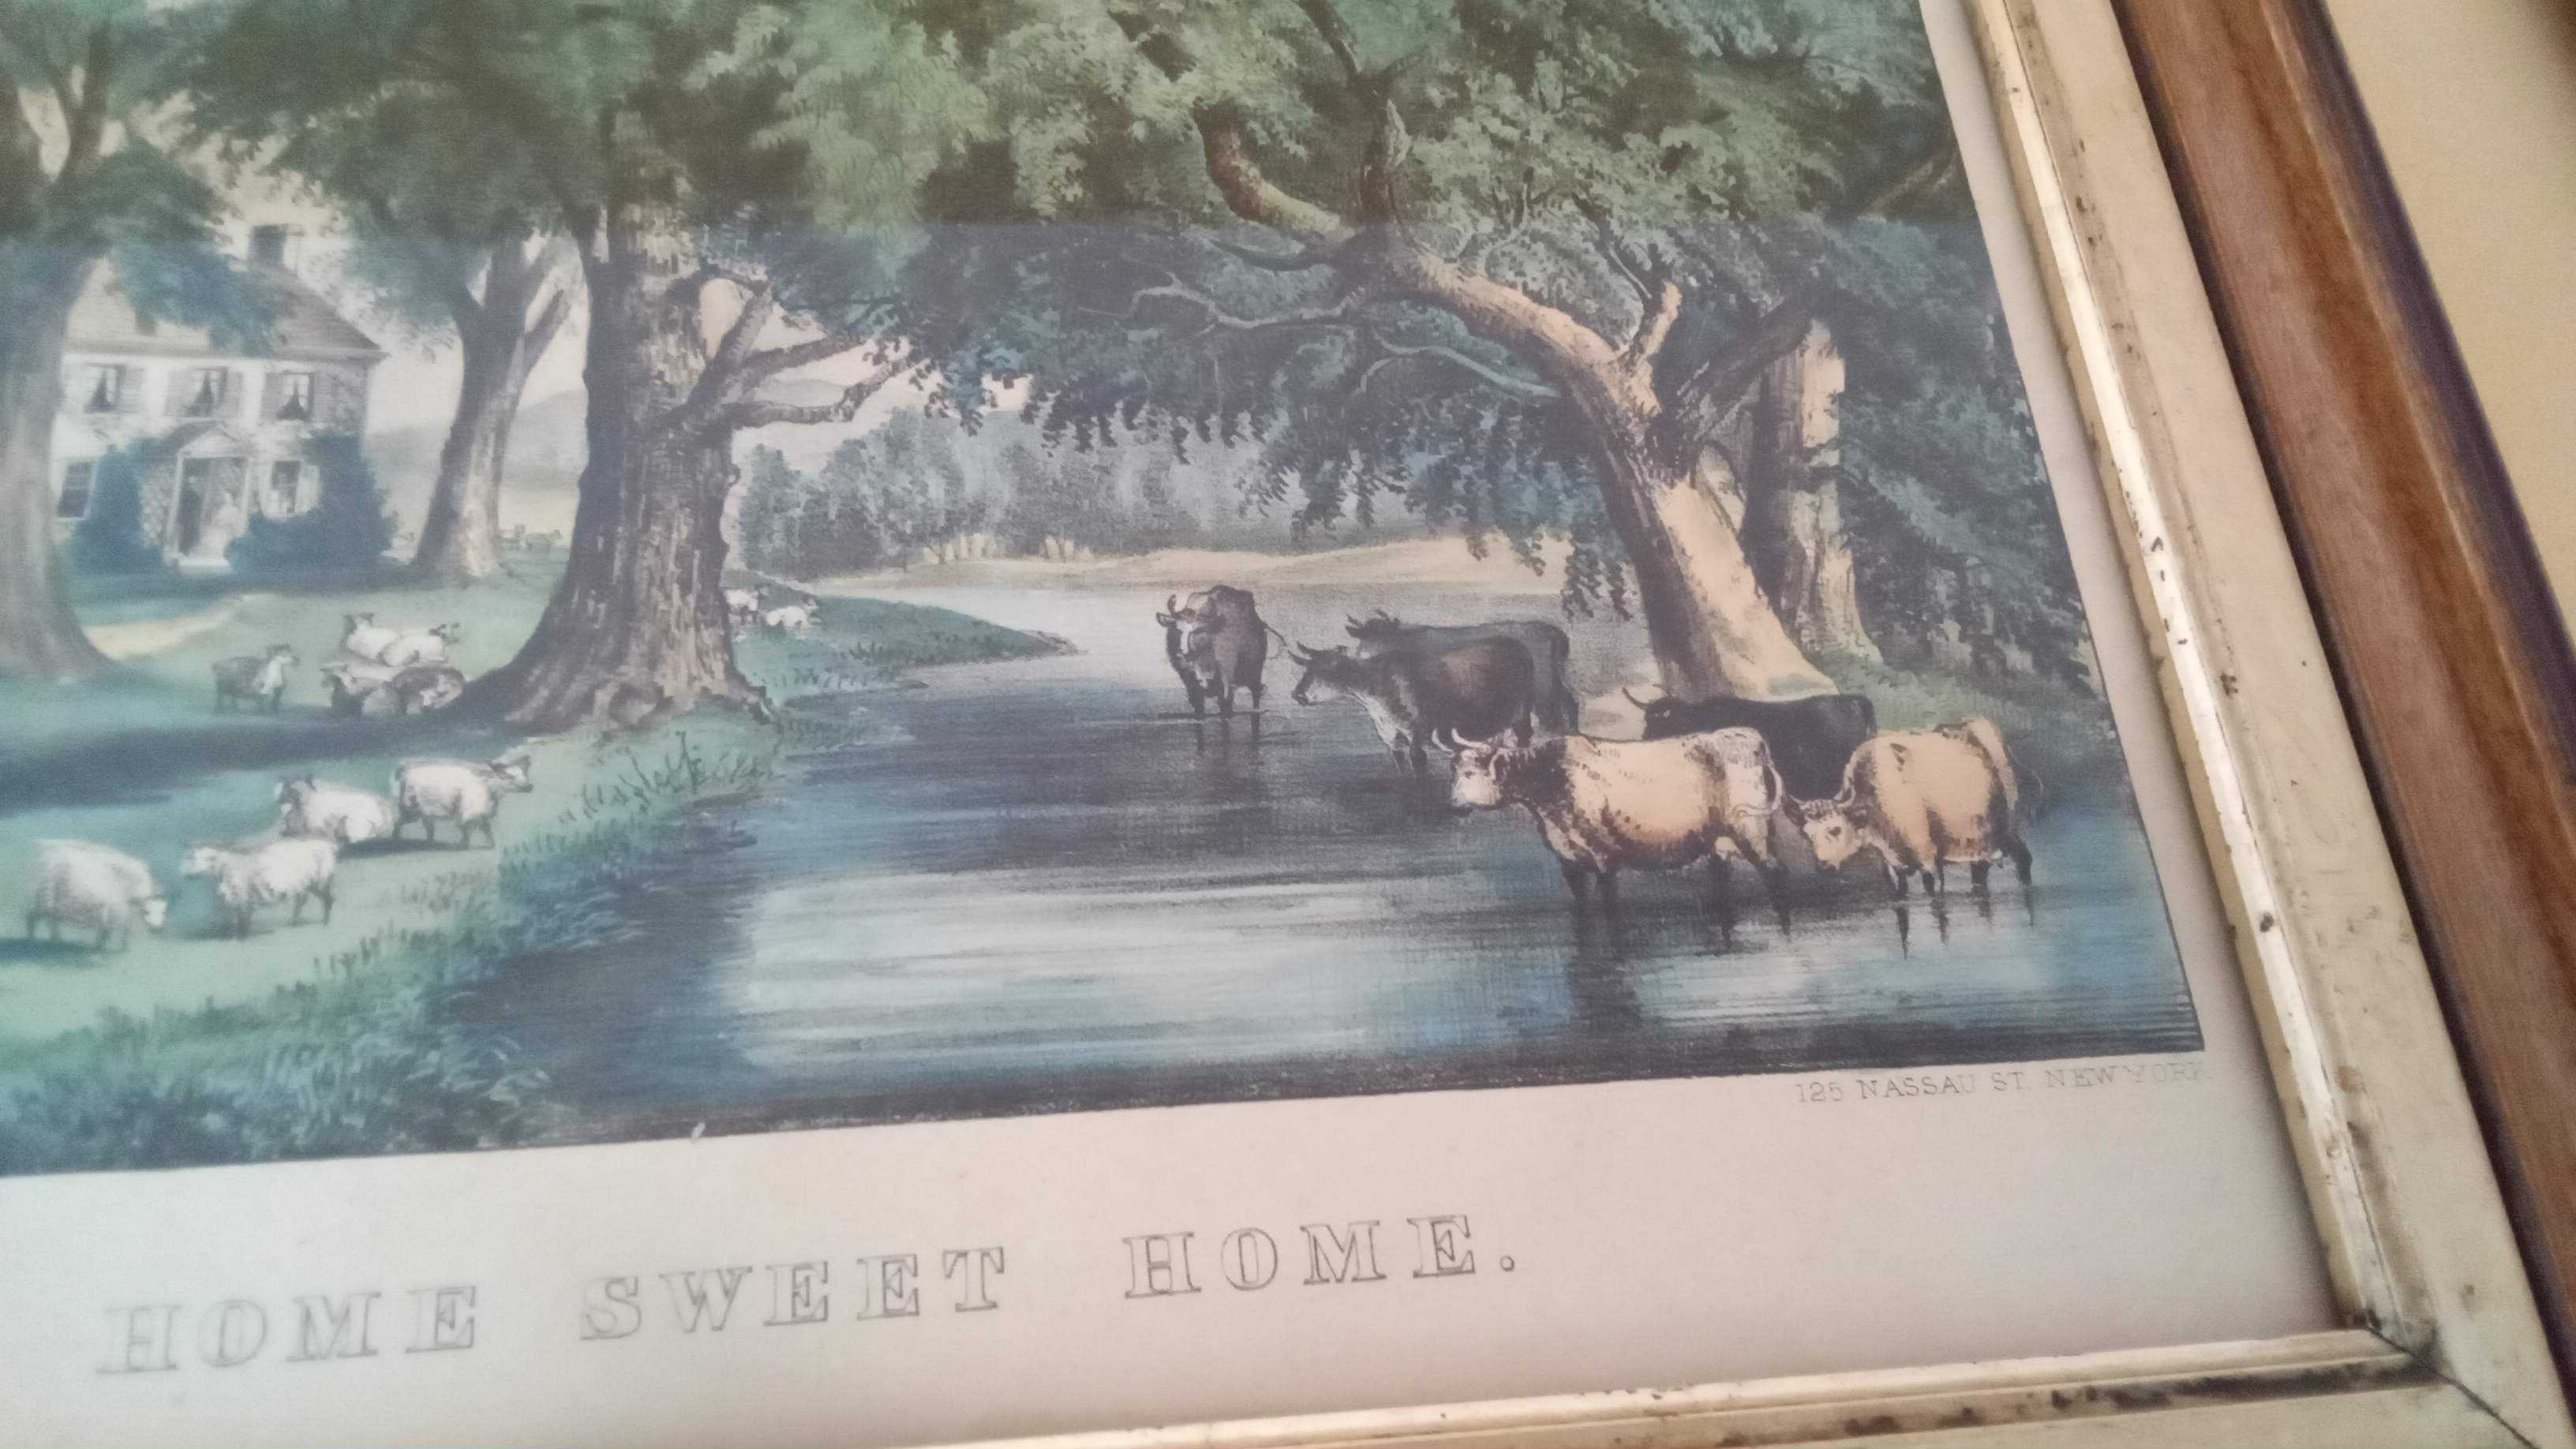 125 NASSAU ST. NEW YORK
HOME SWEET HOME.